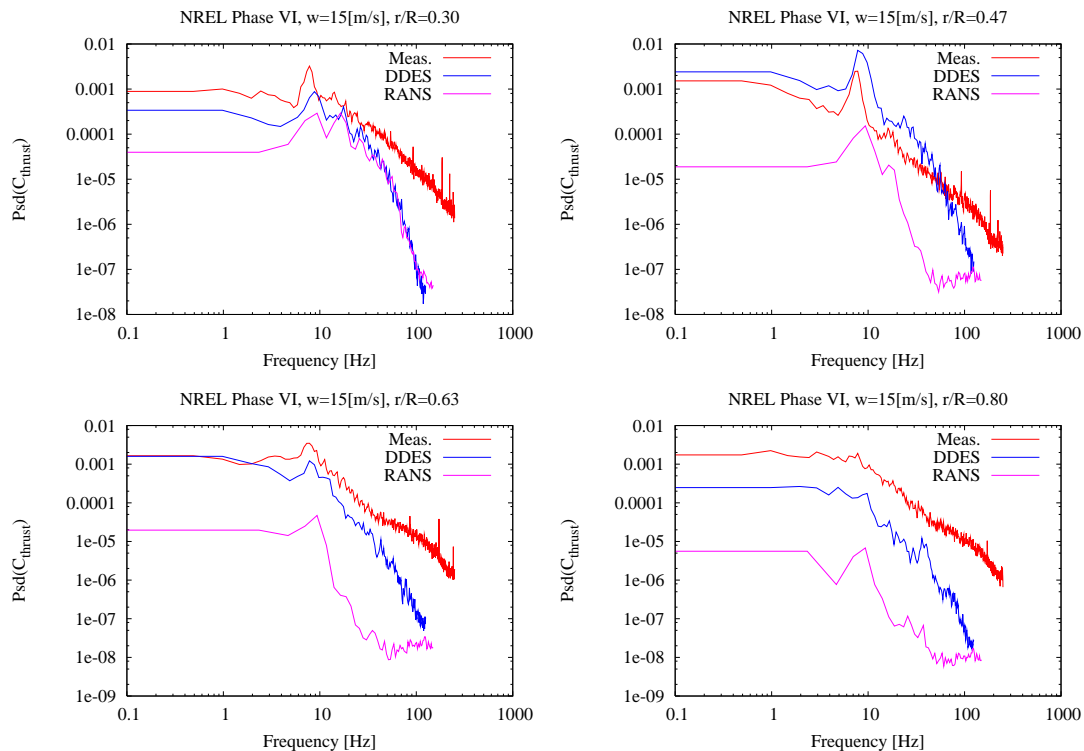 NREL Phase VI, w=15[m/s], r/R=0.30
0.01
0.001
0.0001
1e-05
1e-06
1e-07
1e-08
Psd(C_thrust)
Meas.
DDES
RANS
0.1 1 10 100 1000
Frequency [Hz]
NREL Phase VI, w=15[m/s], r/R=0.47
0.01
0.001
0.0001
1e-05
1e-06
1e-07
1e-08
Psd(C_thrust)
Meas.
DDES
RANS
0.1 1 10 100 1000
Frequency [Hz]
NREL Phase VI, w=15[m/s], r/R=0.63
0.01
0.001
0.0001
1e-05
1e-06
1e-07
1e-08
1e-09
Psd(C_thrust)
Meas.
DDES
RANS
0.1 1 10 100 1000
Frequency [Hz]
NREL Phase VI, w=15[m/s], r/R=0.80
0.01
0.001
0.0001
1e-05
1e-06
1e-07
1e-08
1e-09
Psd(C_thrust)
Meas.
DDES
RANS
0.1 1 10 100 1000
Frequency [Hz]